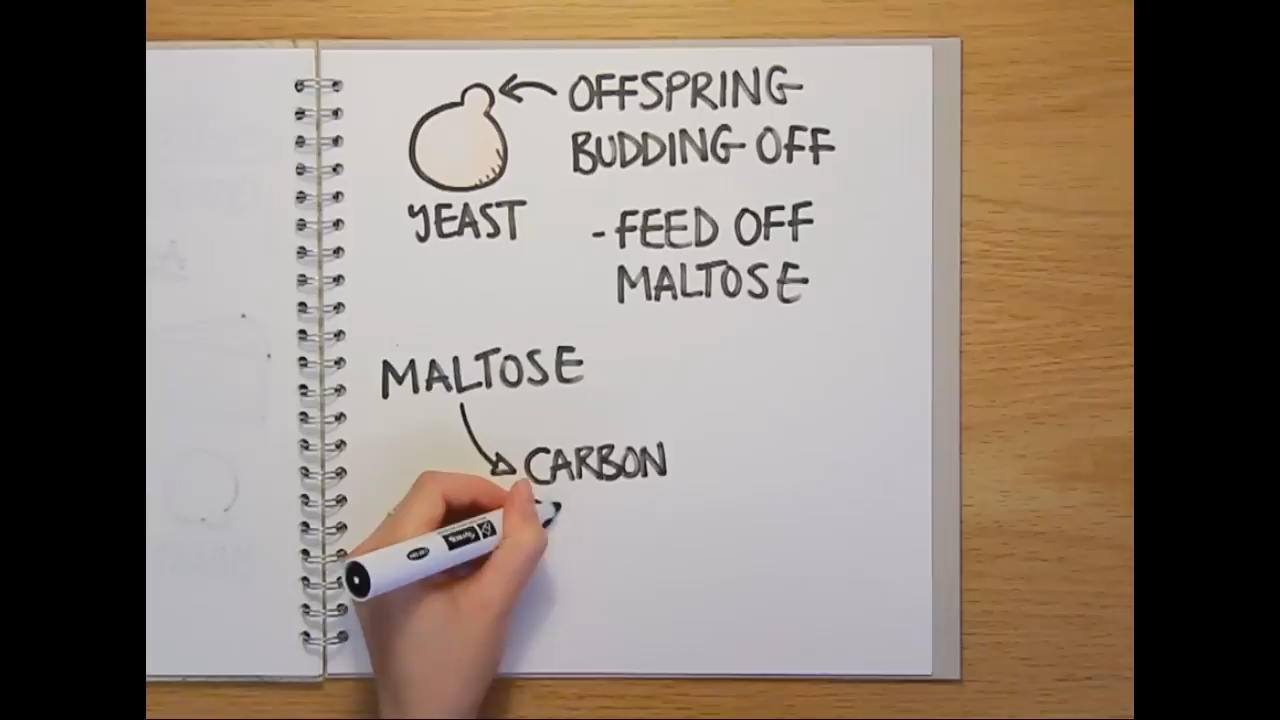 OFFSPRING
BUDDING OFF
YEAST
- FEED OFF
MALTOSE
MALTOSE
CARBON